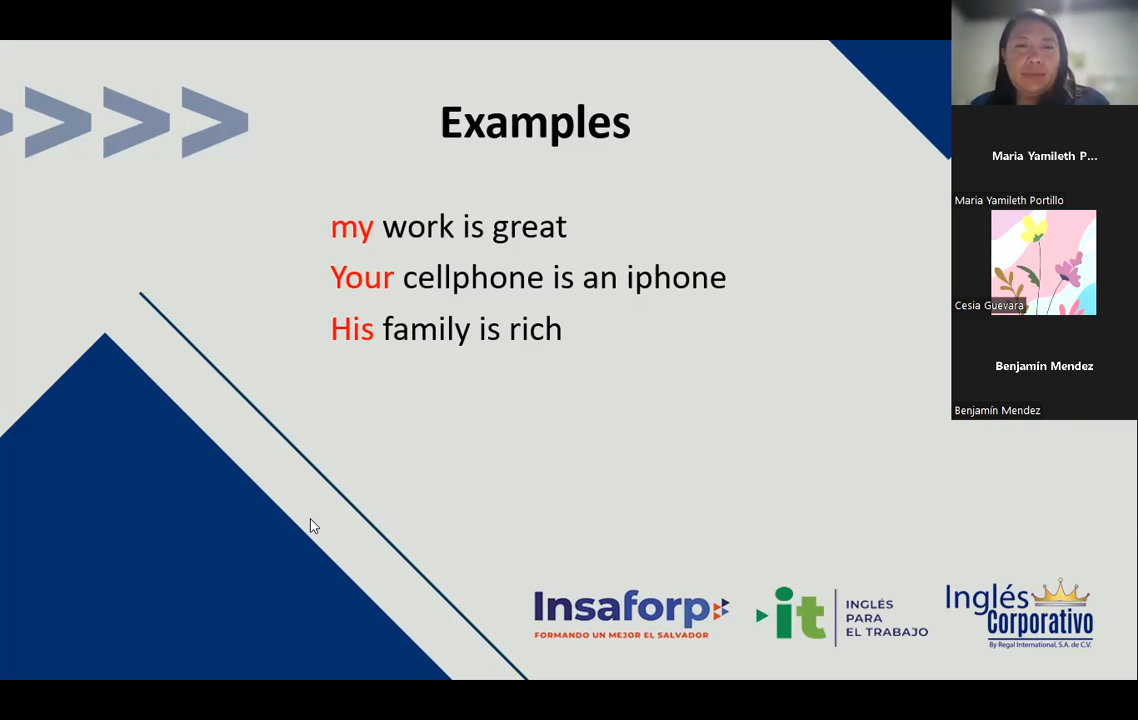 Examples
my work is great
Your cellphone is an iphone
His family is rich
Maria Yamileth P...
Maria Yamileth Portillo
Cesia Guevara
Benjamín Mendez
Benjamín Mendez
Insaforp
FORMANDO UN MEJOR EL SALVADOR
it
INGLÉS
PARA
EL TRABAJO
Inglés
Corporativo
By Regal International, S.A. de C.V.